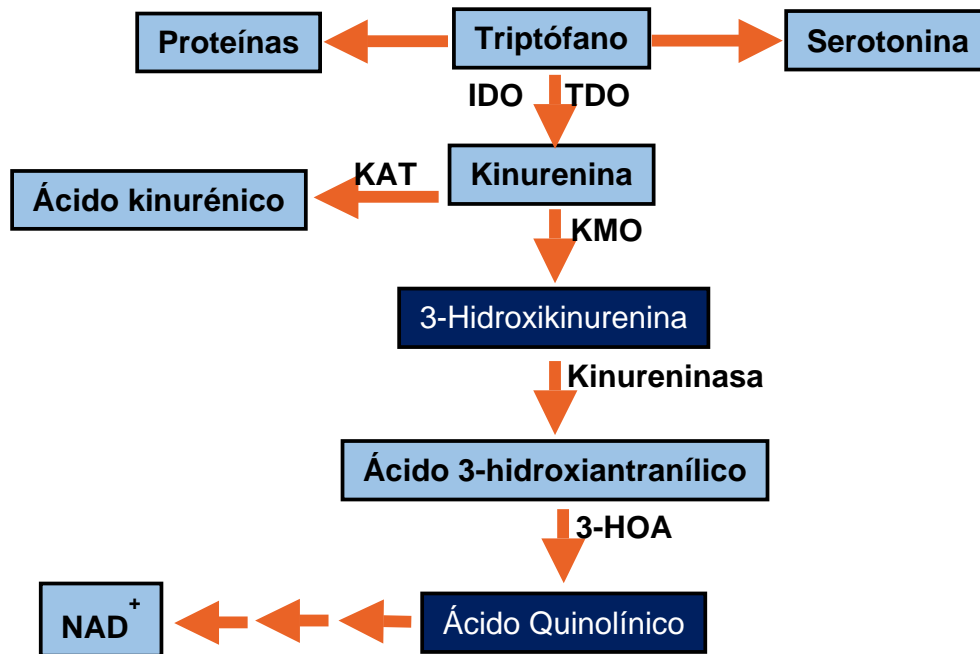 Proteínas
Triptófano
Serotonina
IDO
TDO
KAT
Kinurenina
Ácido kinurénico
KMO
3-Hidroxikinurenina
Kinureninasa
Ácido 3-hidroxiantranílico
3-HOA
NAD+
Ácido Quinolínico